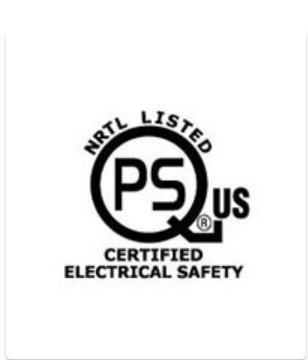 NRTL LISTED
PS
US
®
CERTIFIED
ELECTRICAL SAFETY